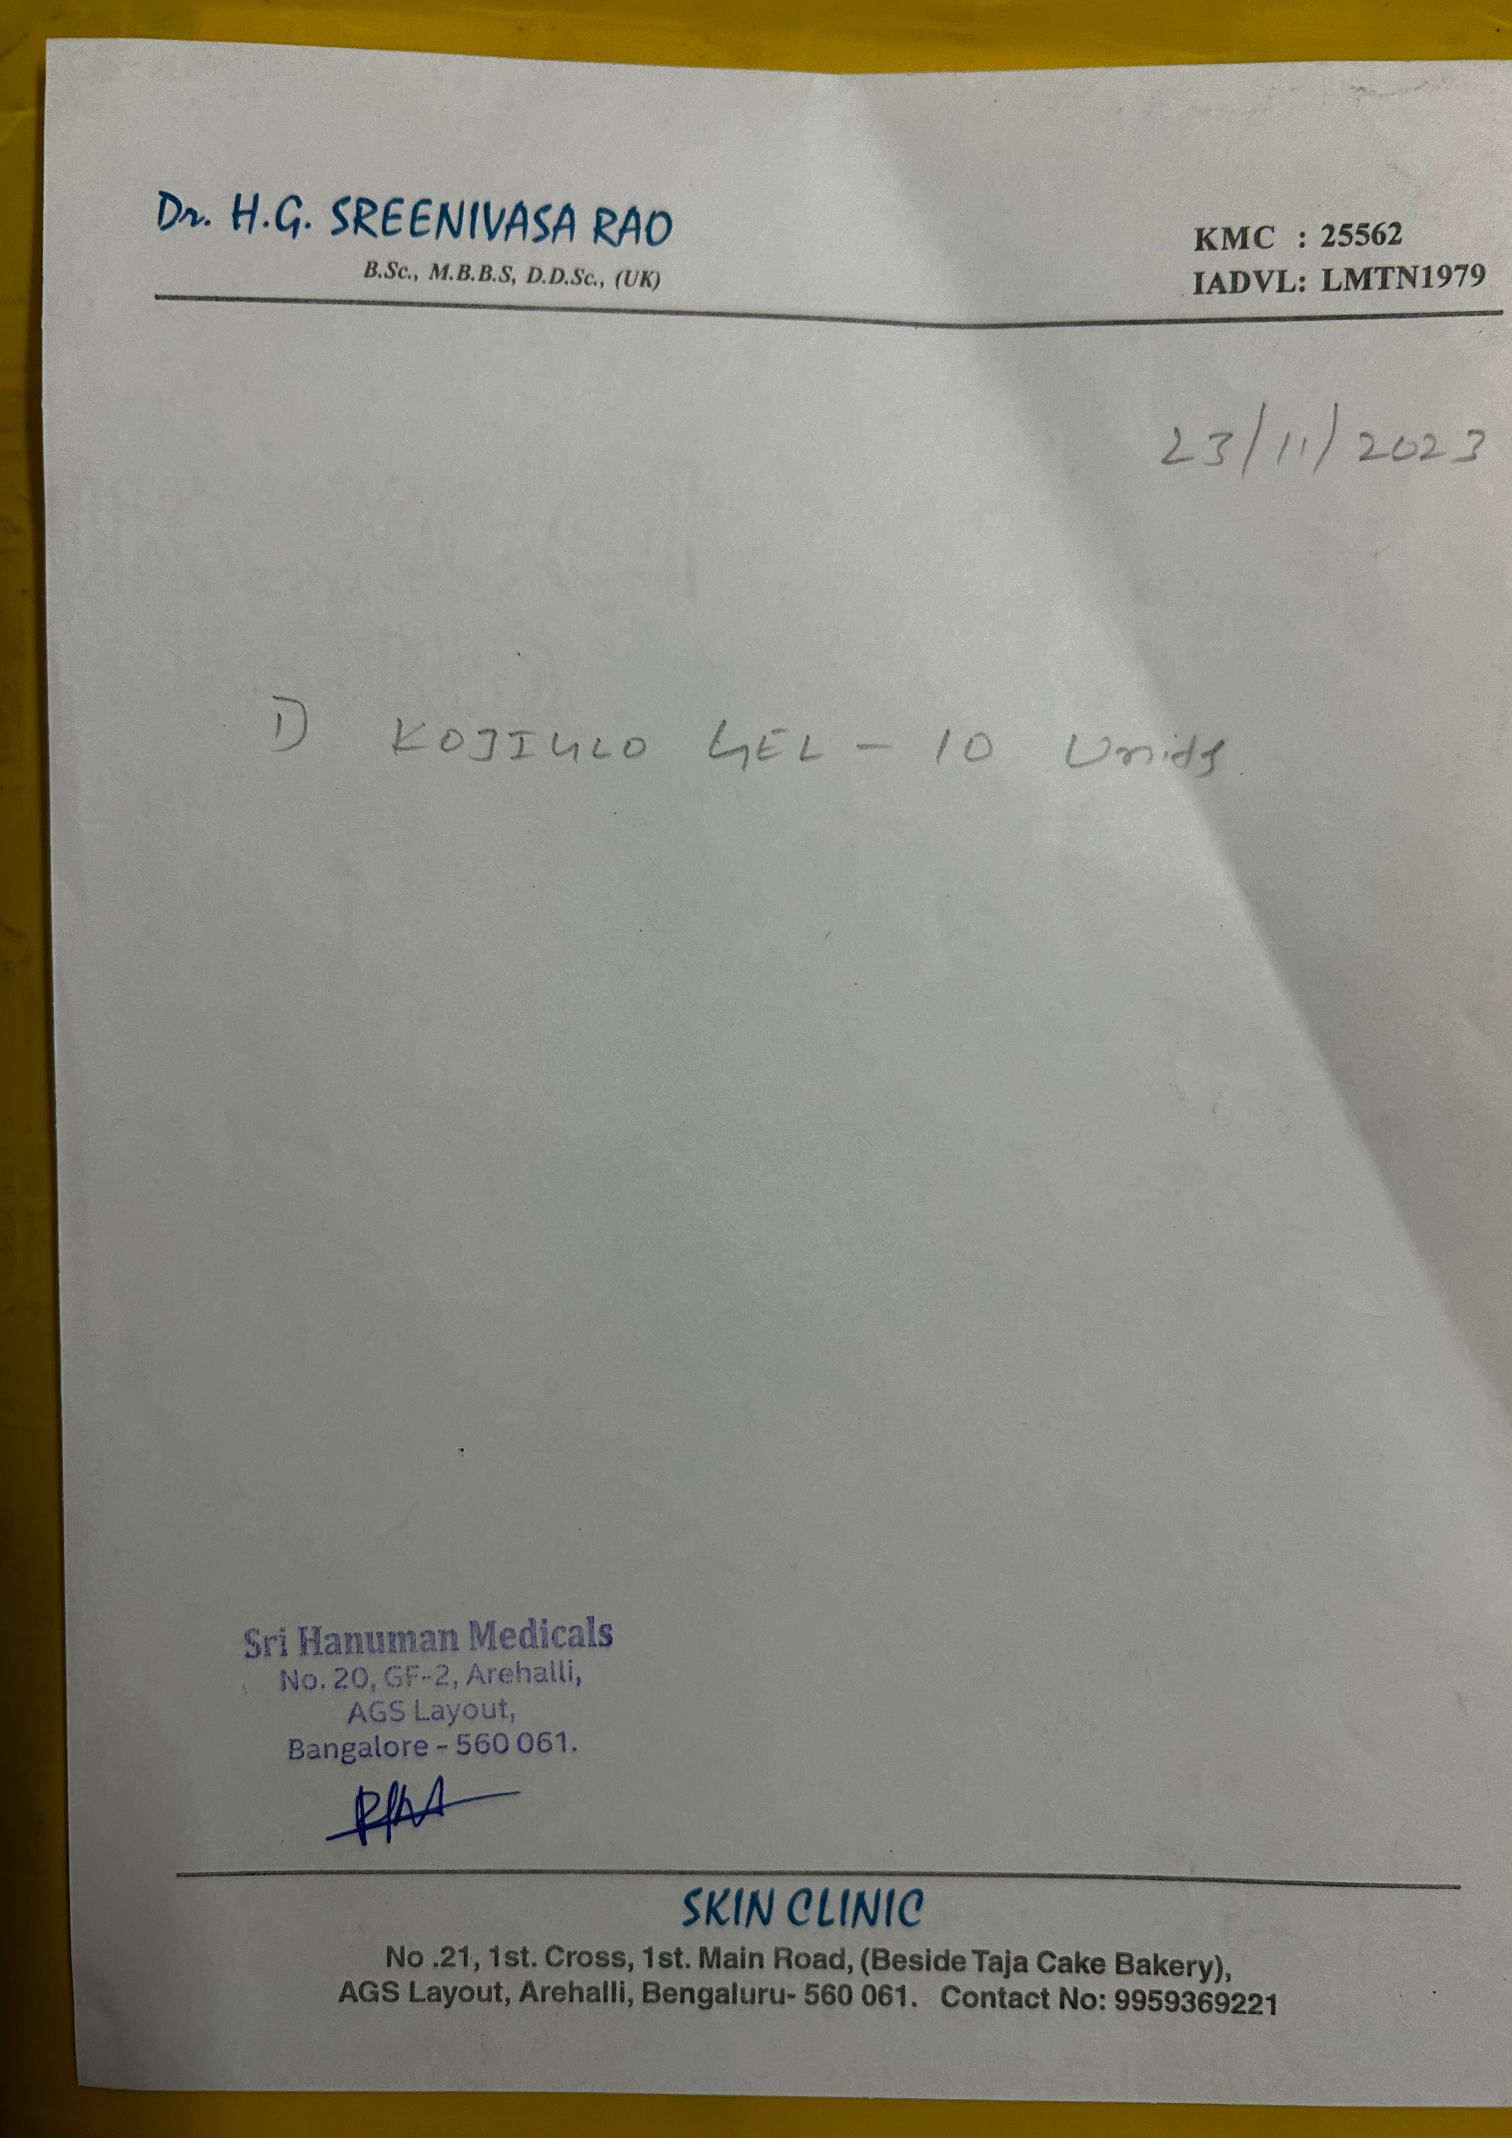 Dr. H.G. SREENIVASA RAO
B.Sc., M.B.B.S, D.D.Sc., (UK)
KMC : 25562
IADVL: LMTN1979
23/11/2023
1) KOJIGLO GEL - 10 Units
Sri Hanuman Medicals
No. 20, GF-2, Arehalli,
AGS Layout,
Bangalore - 560 061.
SKIN CLINIC
No .21, 1st. Cross, 1st. Main Road, (Beside Taja Cake Bakery),
AGS Layout, Arehalli, Bengaluru- 560 061. Contact No: 9959369221